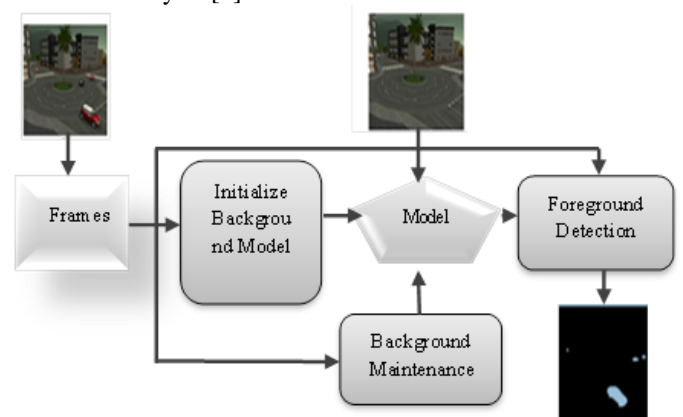 Frames
Initialize
Backgrou
nd Model
Model
Foreground
Detection
Background
Maintenance